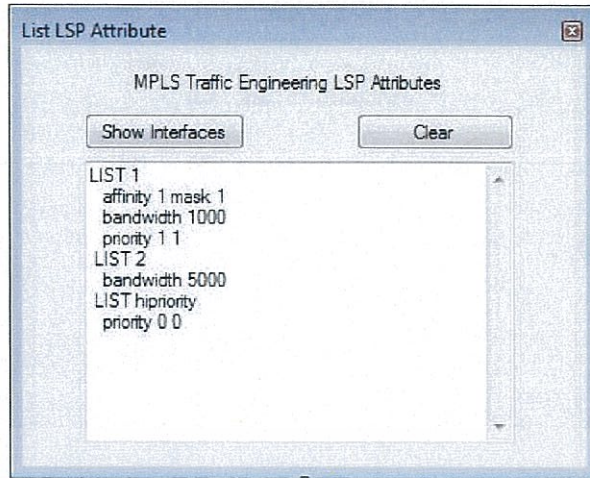 List LSP Attribute
MPLS Traffic Engineering LSP Attributes
Show Interfaces
Clear
LIST 1
affinity 1 mask 1
bandwidth 1000
priority 1 1
LIST 2
bandwidth 5000
LIST hipriority
priority 0 0